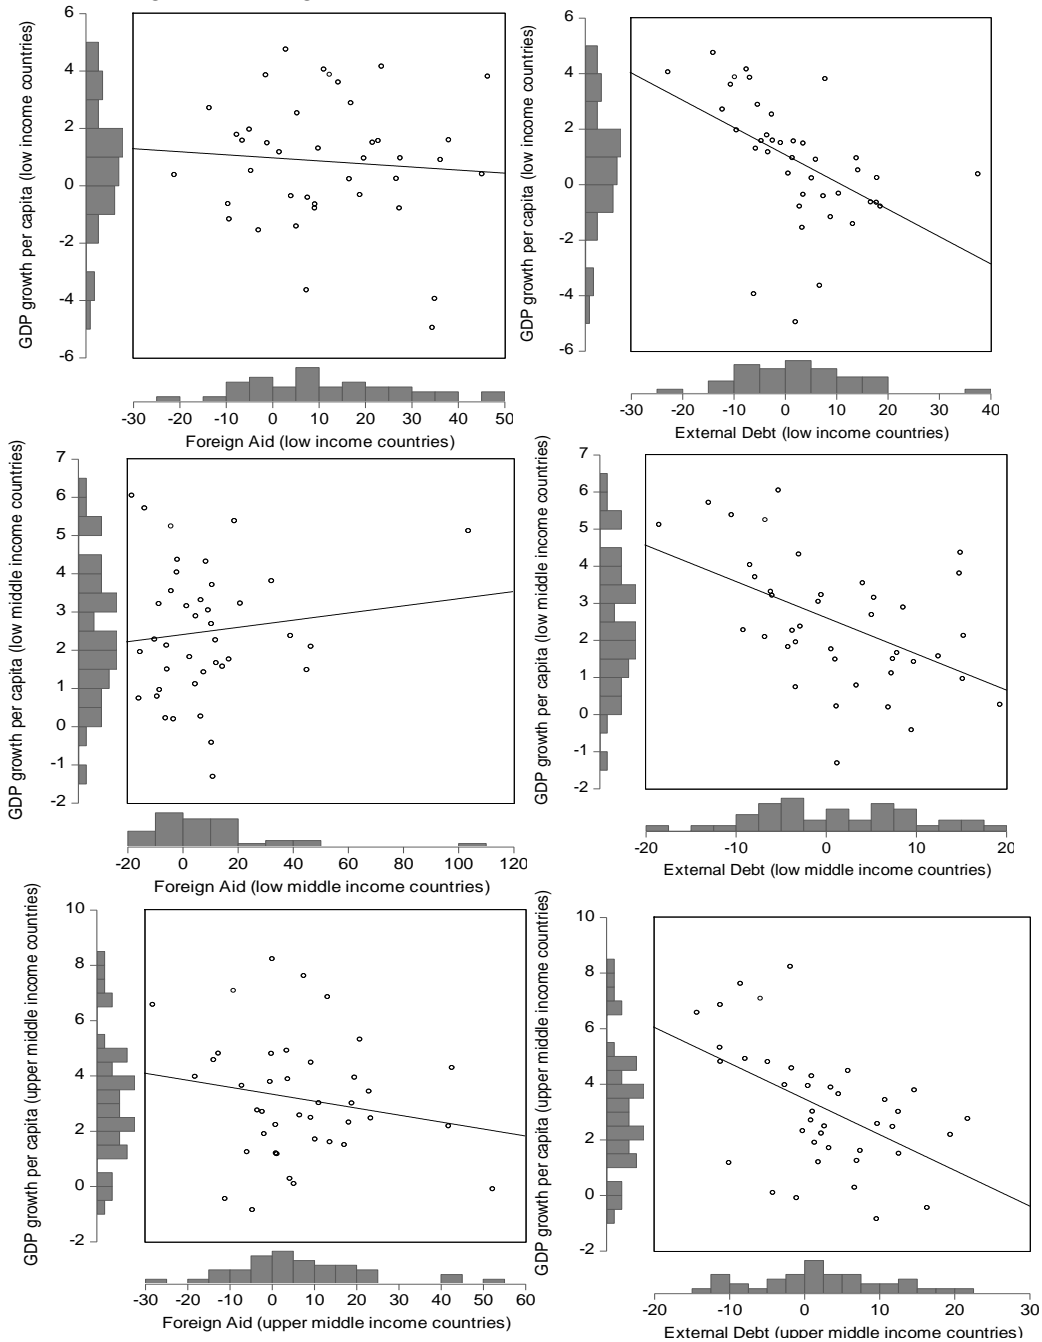 GDP growth per capita (low income countries)
6
4
2
0
-2
-4
-6
-30 -20 -10 0 10 20 30 40 50
Foreign Aid (low income countries)
GDP growth per capita (low income countries)
6
4
2
0
-2
-4
-6
-30 -20 -10 0 10 20 30 40
External Debt (low income countries)
GDP growth per capita (low middle income countries)
7
6
5
4
3
2
1
0
-1
-2
-20 0 20 40 60 80 100 120
Foreign Aid (low middle income countries)
GDP growth per capita (low middle income countries)
7
6
5
4
3
2
1
0
-1
-2
-20 -10 0 10 20
External Debt (low middle income countries)
GDP growth per capita (upper middle income countries)
10
8
6
4
2
0
-2
-30 -20 -10 0 10 20 30 40 50 60
Foreign Aid (upper middle income countries)
GDP growth per capita (upper middle income countries)
10
8
6
4
2
0
-2
-20 -10 0 10 20 30
External Debt (upper middle income countries)